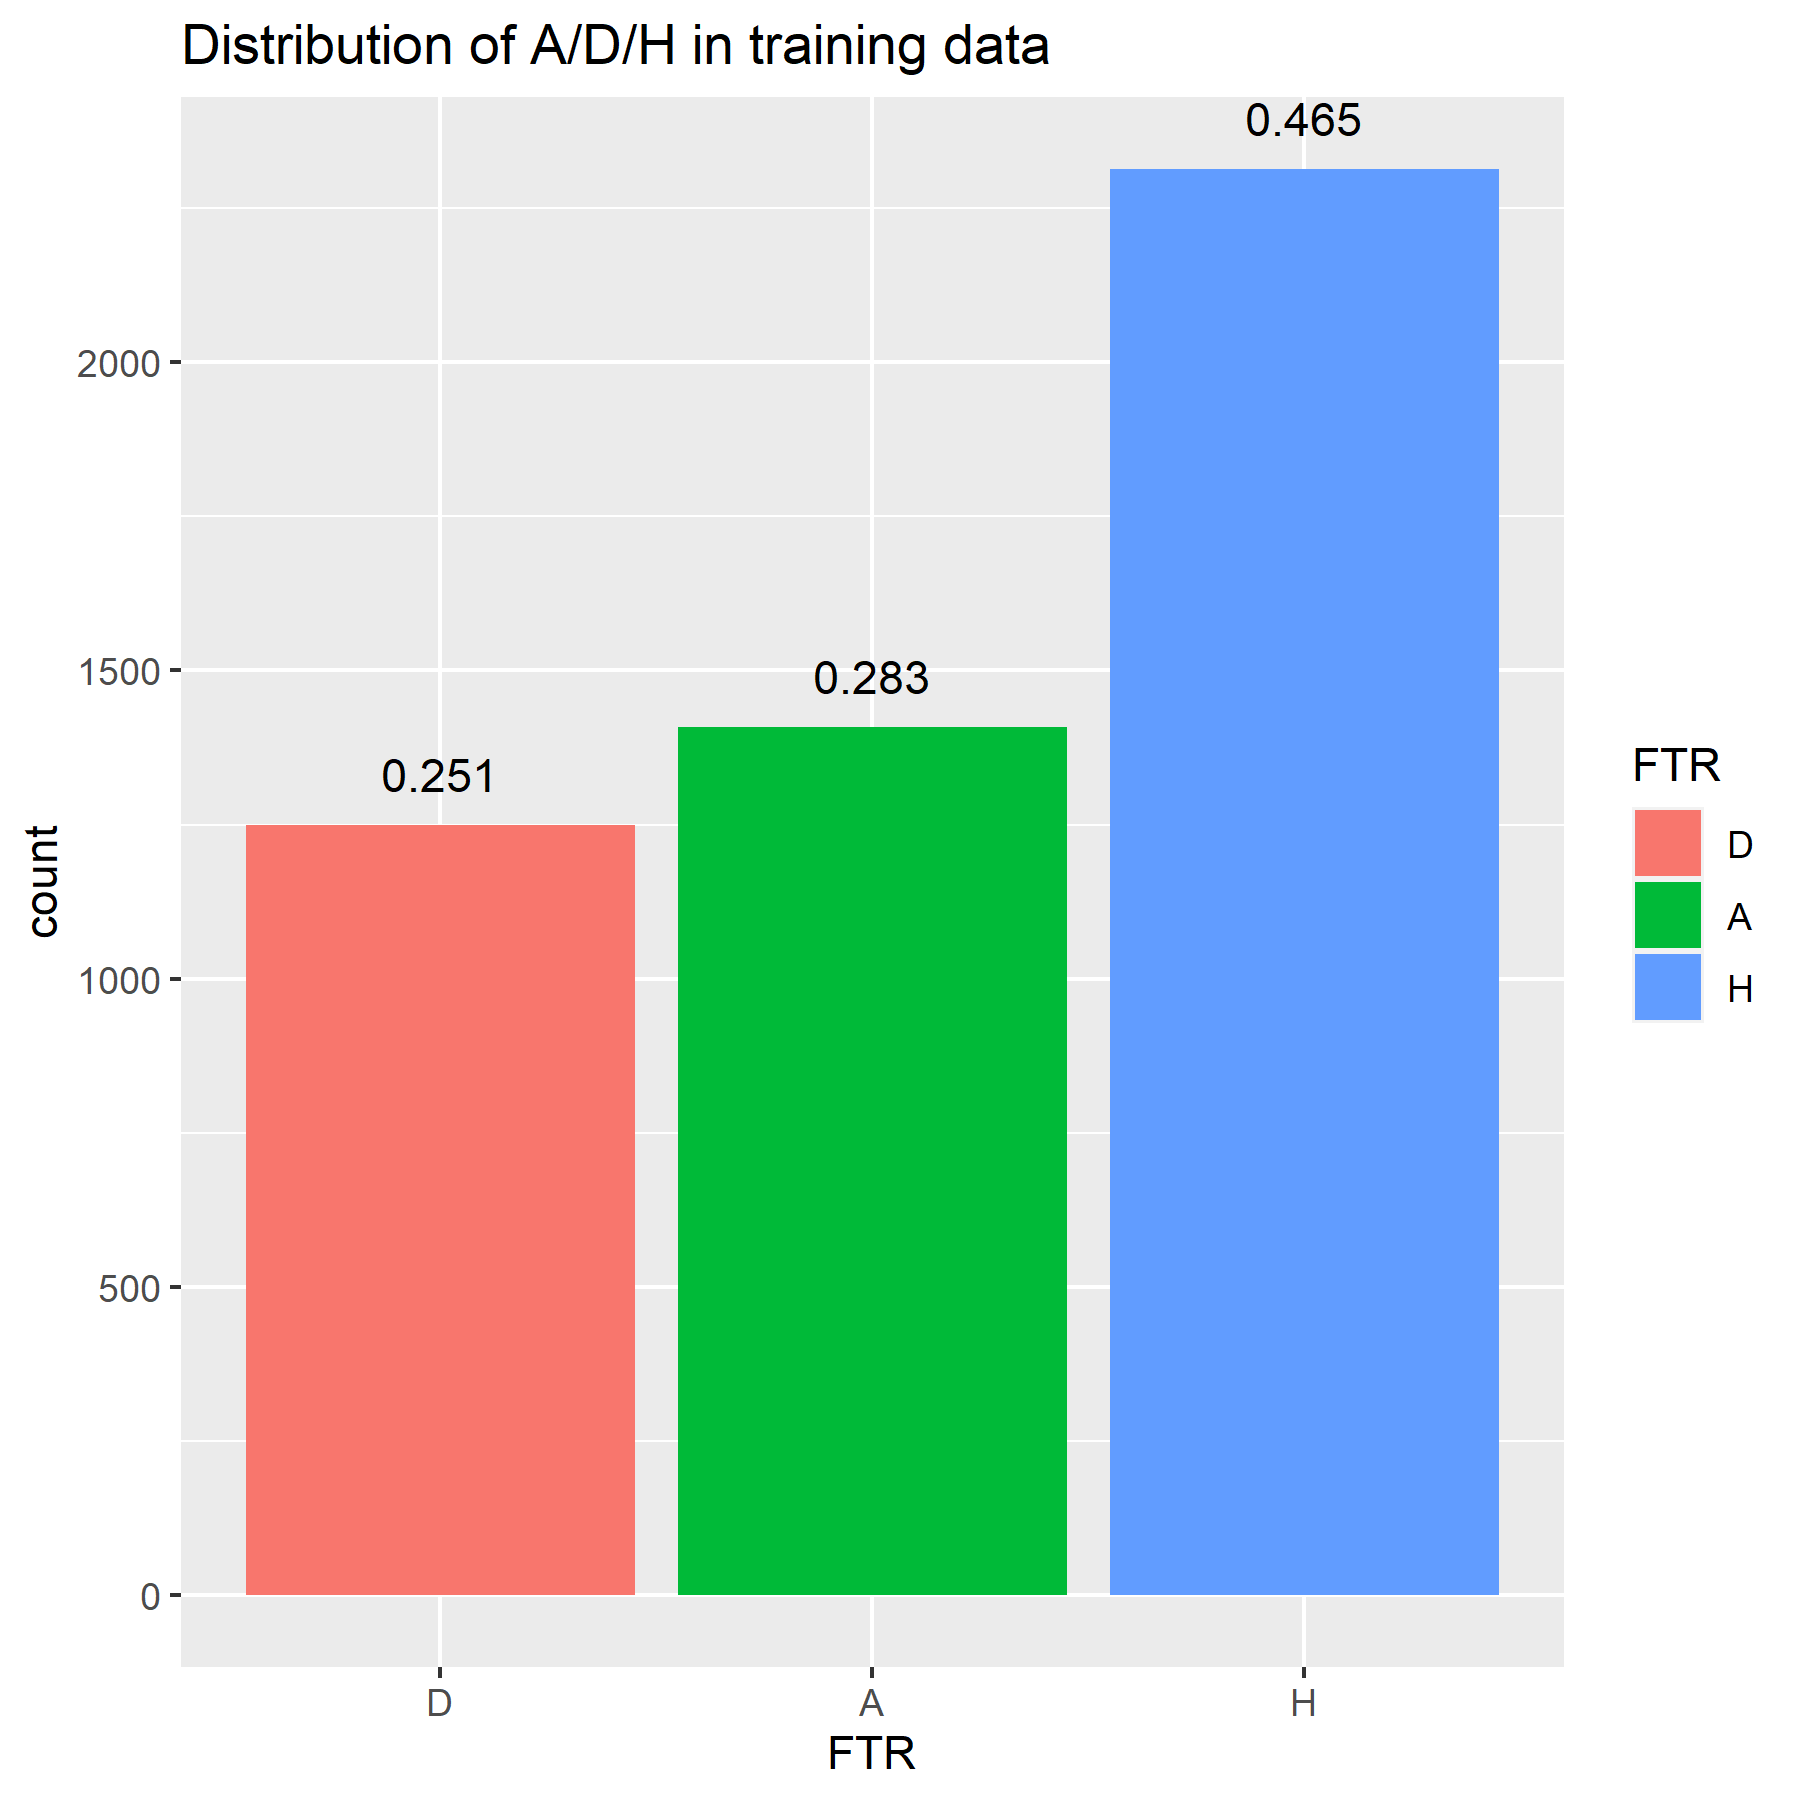 Distribution of A/D/H in training data
0.465
0.283
0.251
2000
1500
1000
500
0
count
D
A
H
FTR
FTR
D
A
H